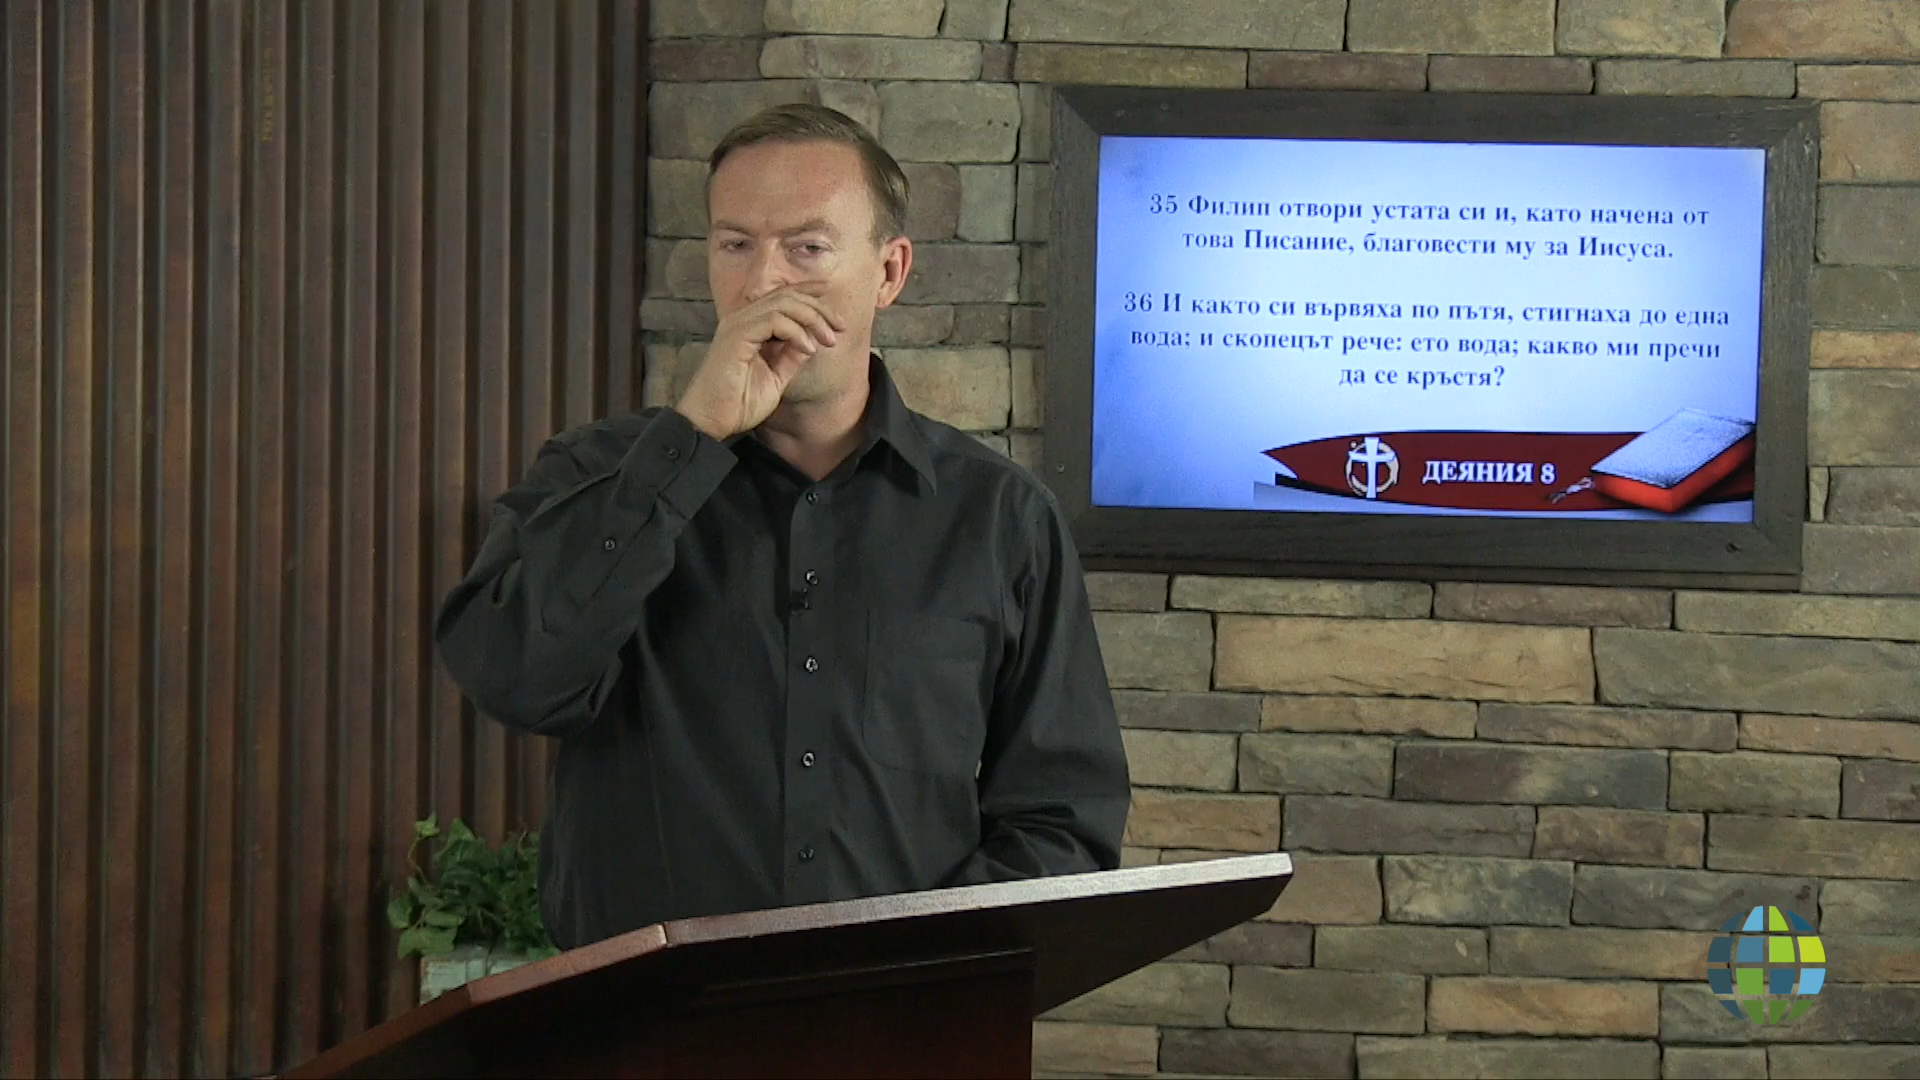 35 Филип отвори устата си и, като начена от
това Писание, благовести му за Иисуса.
36 И както си вървяха по пътя, стигнаха до една
вода; и скопецът рече: ето вода; какво ми пречи
да се кръстя?
ДЕЯНИЯ 8